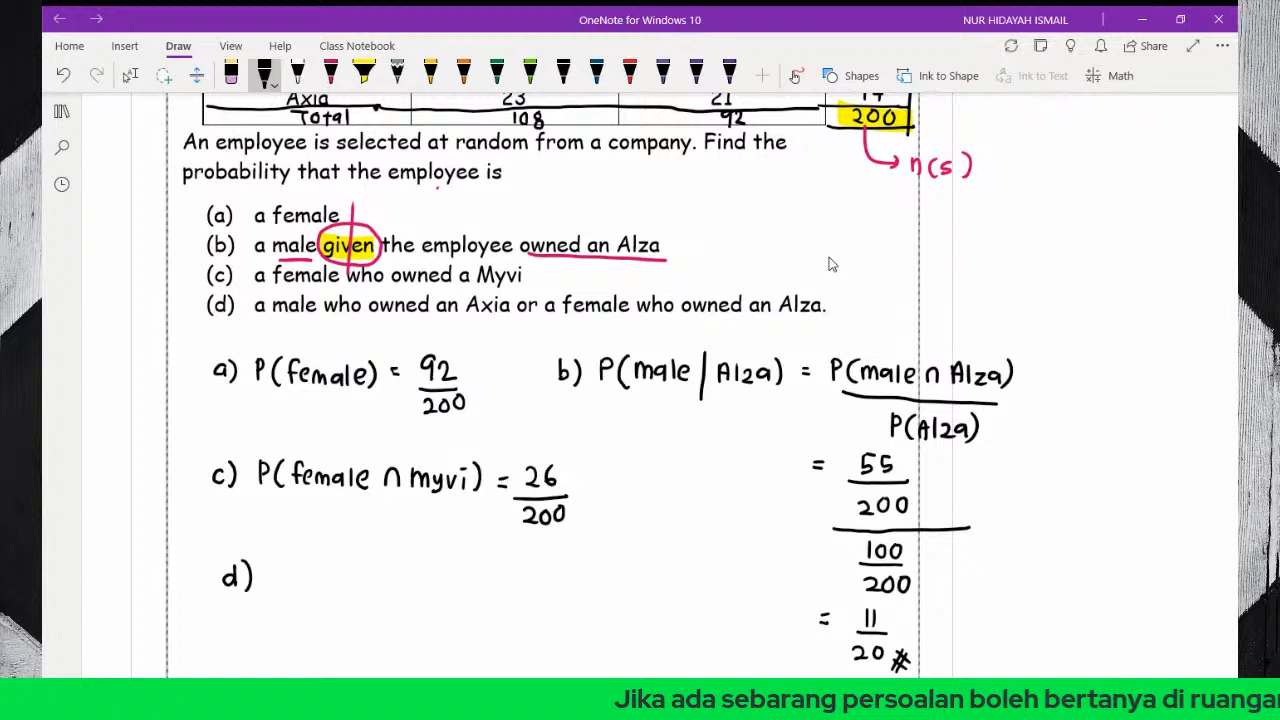 OneNote for Windows 10
NUR HIDAYAH ISMAIL
Home Insert Draw View Help Class Notebook
Share
Shapes Ink to Shape Ink to Text Math
Axia 23 21
Total 108 92 200
n(s)
An employee is selected at random from a company. Find the
probability that the employee is
(a) a female
(b) a male given the employee owned an Alza
(c) a female who owned a Myvi
(d) a male who owned an Axia or a female who owned an Alza.
a) P(female) = 92/200
b) P(male | Alza) = P(male ∩ Alza)
P(Alza)
= 55/200
100/200
= 11/20 #
c) P(female ∩ myvi) = 26/200
d)
Jika ada sebarang persoalan boleh bertanya di ruangan